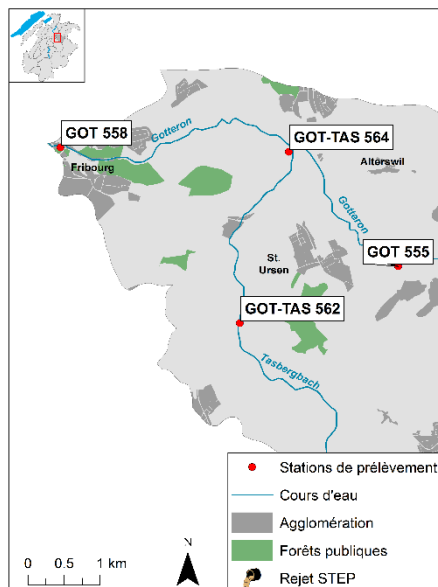 GOT 558
Fribourg
Gotteron
GOT-TAS 564
Alterswil
Gotteron
GOT 555
St.
Ursen
GOT-TAS 562
Tasbergbach
Stations de prélèvement
Cours d'eau
Agglomération
Forêts publiques
Rejet STEP
N
0 0.5 1 km